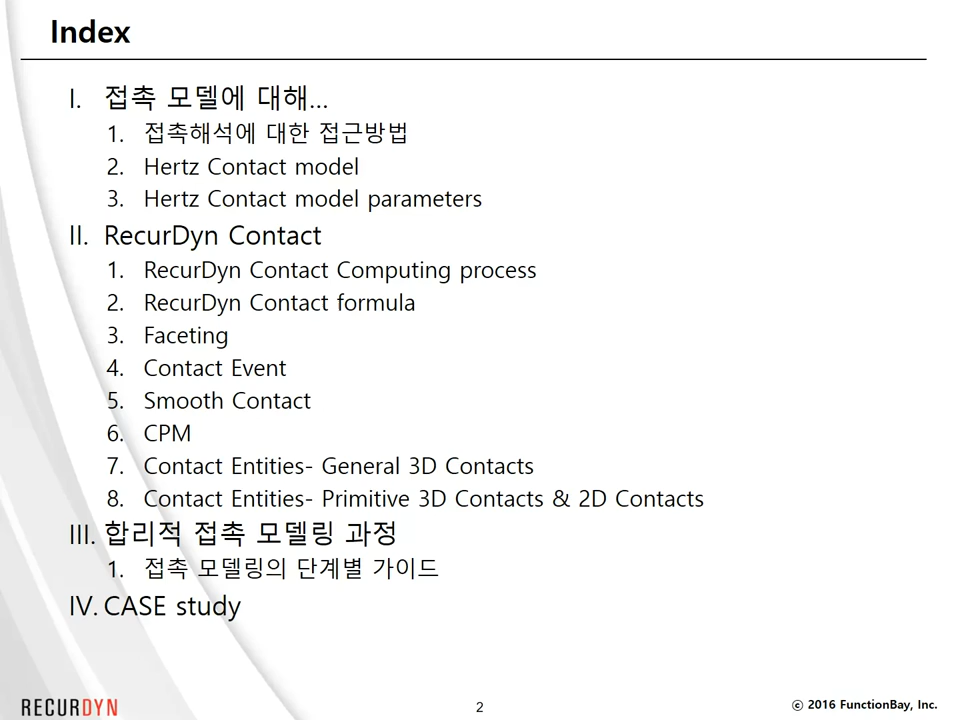 Index
I. 접촉 모델에 대해...
1. 접촉해석에 대한 접근방법
2. Hertz Contact model
3. Hertz Contact model parameters
II. RecurDyn Contact
1. RecurDyn Contact Computing process
2. RecurDyn Contact formula
3. Faceting
4. Contact Event
5. Smooth Contact
6. CPM
7. Contact Entities- General 3D Contacts
8. Contact Entities- Primitive 3D Contacts & 2D Contacts
III. 합리적 접촉 모델링 과정
1. 접촉 모델링의 단계별 가이드
IV. CASE study
RECURDYN
2
ⓒ 2016 FunctionBay, Inc.